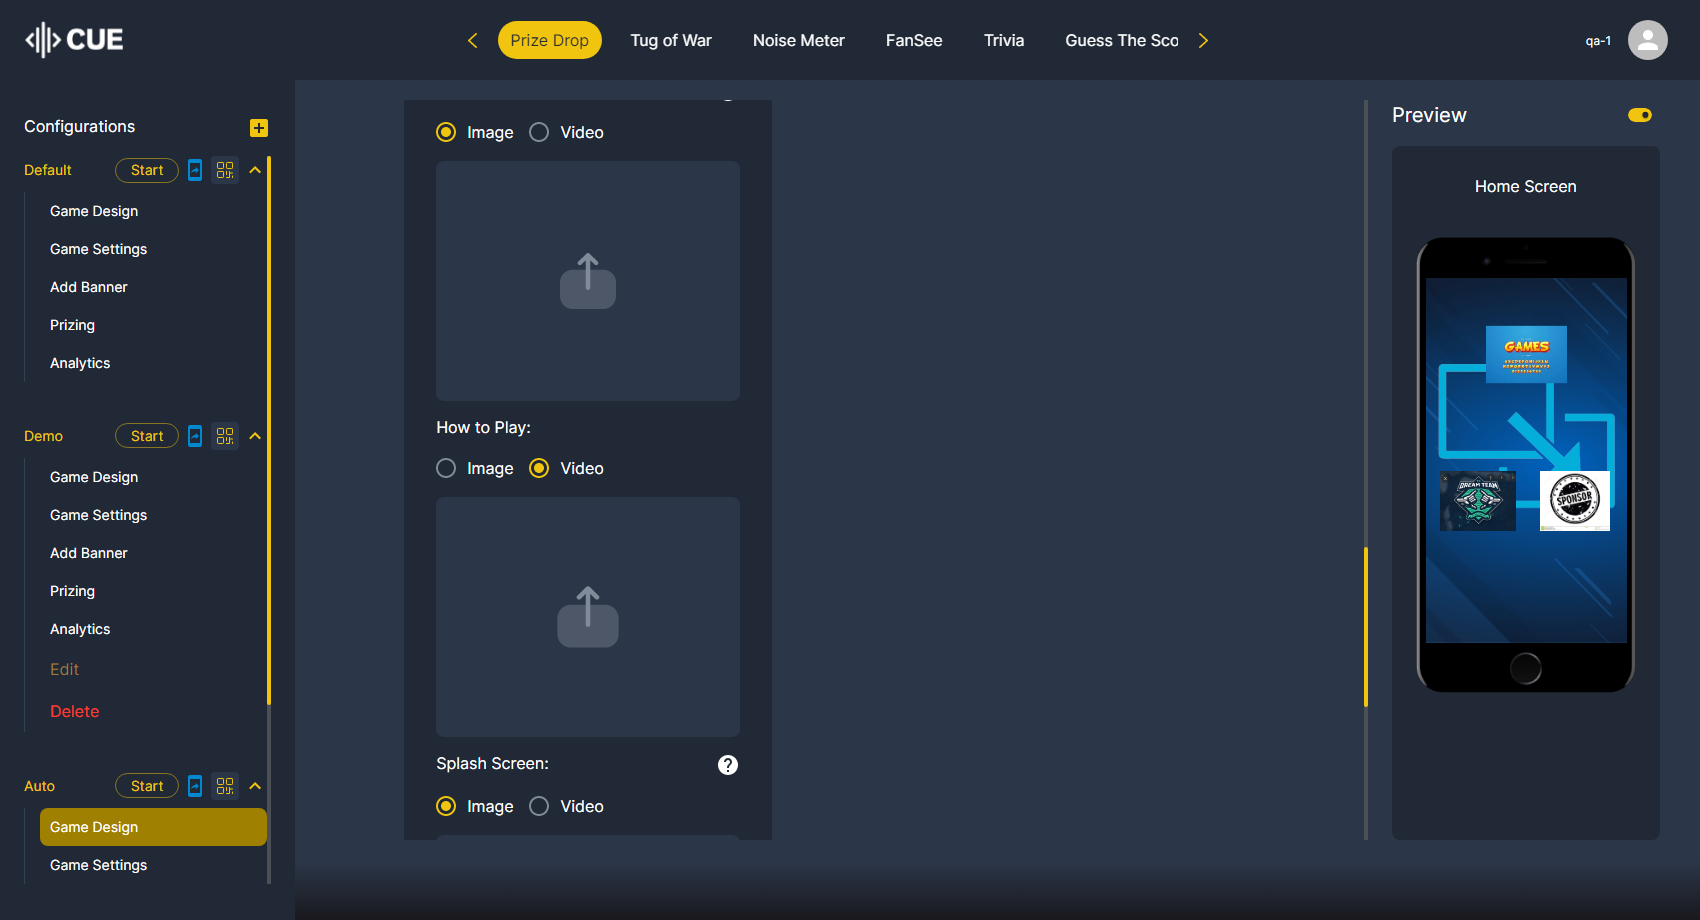 CUE
Prize Drop
Tug of War
Noise Meter
FanSee
Trivia
Guess The Sco
qa-1
Configurations
Default
Start
Game Design
Game Settings
Add Banner
Prizing
Analytics
Demo
Start
Game Design
Game Settings
Add Banner
Prizing
Analytics
Edit
Delete
Auto
Start
Game Design
Game Settings
Image
Video
How to Play:
Image
Video
Splash Screen:
?
Image
Video
Preview
Home Screen
GAMES
DREAM TEAM
SPONSOR